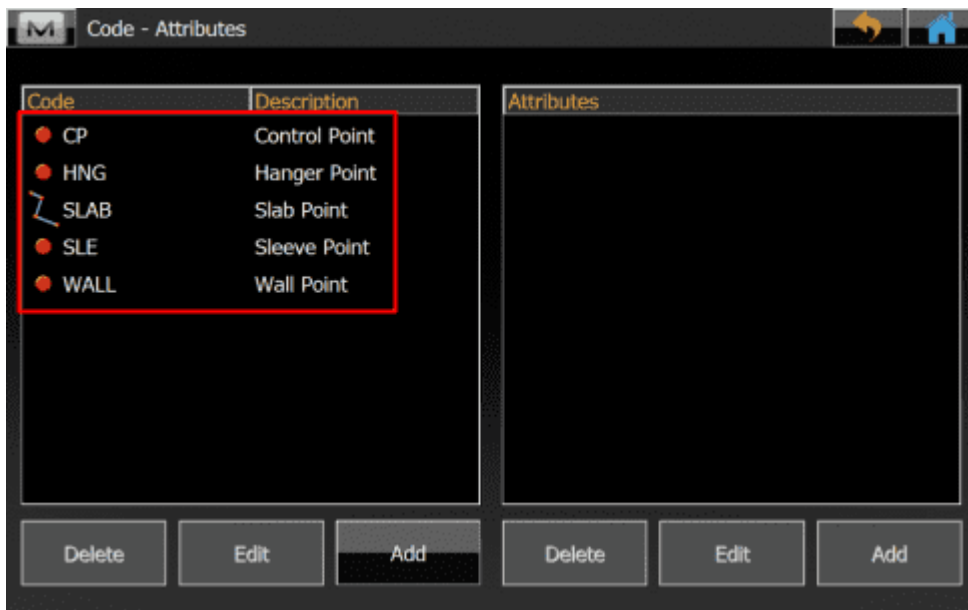 M Code - Attributes
Code Description Attributes
CP Control Point
HNG Hanger Point
SLAB Slab Point
SLE Sleeve Point
WALL Wall Point
Delete Edit Add Delete Edit Add